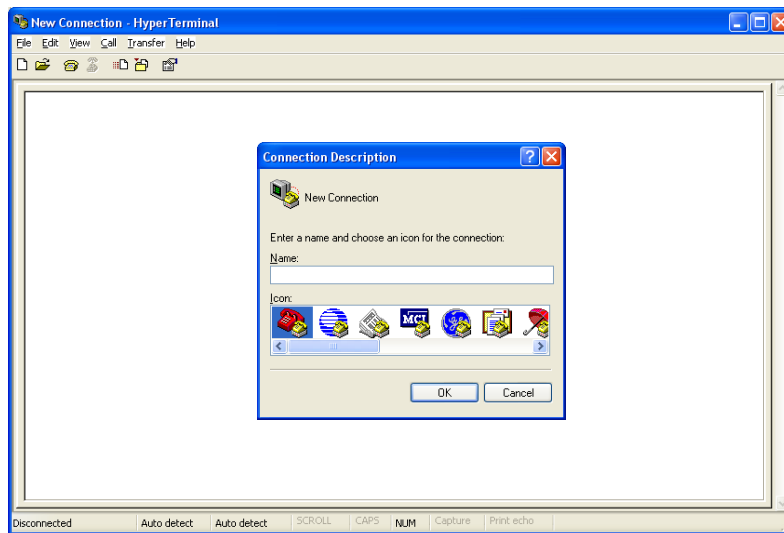 New Connection - HyperTerminal
File Edit View Call Transfer Help
Connection Description
New Connection
Enter a name and choose an icon for the connection:
Name:
Icon:
MCI
OK Cancel
Disconnected Auto detect Auto detect SCROLL CAPS NUM Capture Print echo